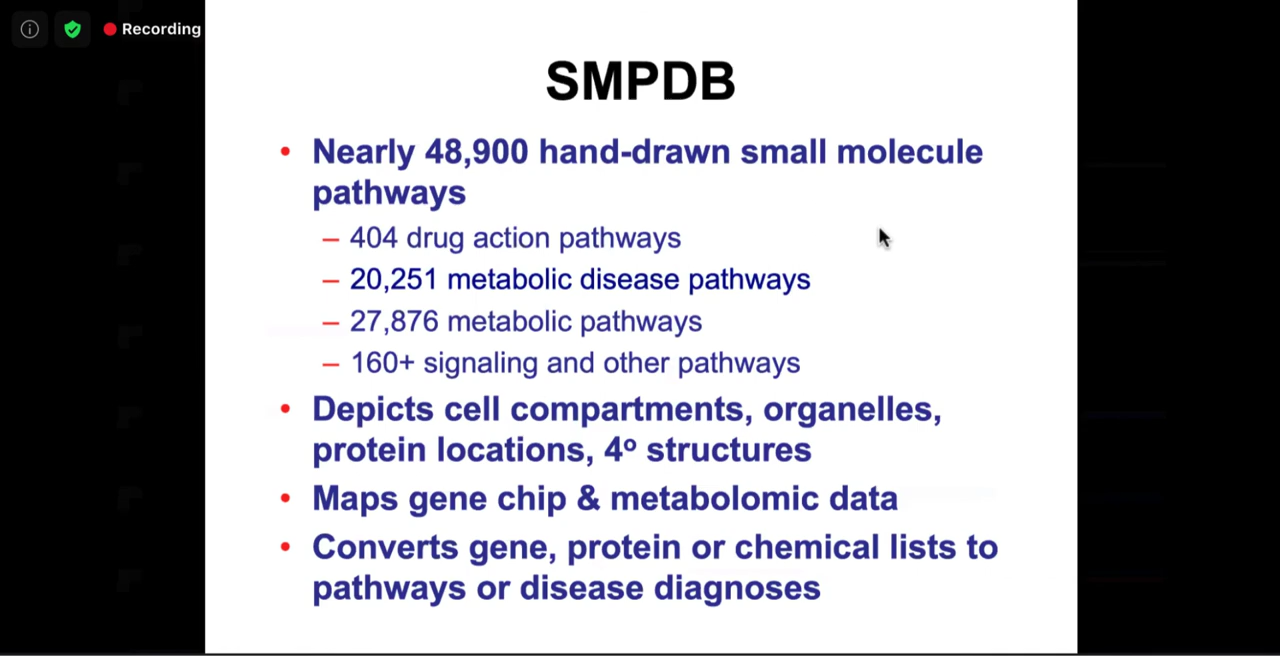 Recording
SMPDB
• Nearly 48,900 hand-drawn small molecule
pathways
– 404 drug action pathways
– 20,251 metabolic disease pathways
– 27,876 metabolic pathways
– 160+ signaling and other pathways
• Depicts cell compartments, organelles,
protein locations, 4º structures
• Maps gene chip & metabolomic data
• Converts gene, protein or chemical lists to
pathways or disease diagnoses